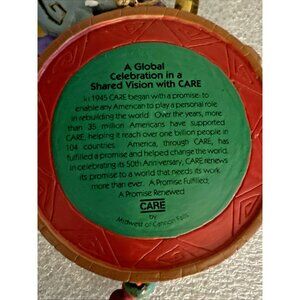 A Global
Celebration in a
Shared Vision with CARE
In 1945 CARE began with a promise- to
enable any American to play a personal role
in rebuilding the world. Over the years, more
than 35 million Americans have supported
CARE, helping it reach over one billion people in
104 countries. America, through CARE, has
fulfilled a promise and helped change the world.
In celebrating its 50th Anniversary, CARE renews
its promise to a world that needs its work
more than ever. A Promise Fulfilled;
A Promise Renewed
CARE
by
Midwest of Cannon Falls